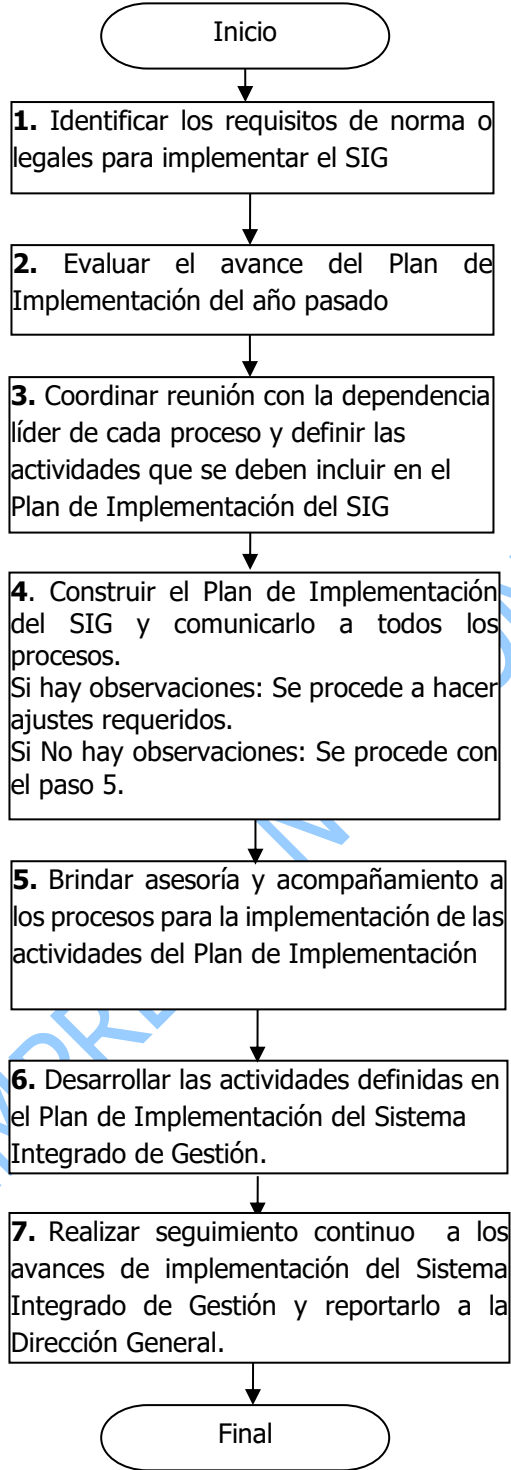 Inicio
1. Identificar los requisitos de norma o
legales para implementar el SIG
2. Evaluar el avance del Plan de
Implementación del año pasado
3. Coordinar reunión con la dependencia
líder de cada proceso y definir las
actividades que se deben incluir en el
Plan de Implementación del SIG
4. Construir el Plan de Implementación
del SIG y comunicarlo a todos los
procesos.
Si hay observaciones: Se procede a hacer
ajustes requeridos.
Si No hay observaciones: Se procede con
el paso 5.
5. Brindar asesoría y acompañamiento a
los procesos para la implementación de las
actividades del Plan de Implementación
6. Desarrollar las actividades definidas en
el Plan de Implementación del Sistema
Integrado de Gestión.
7. Realizar seguimiento continuo a los
avances de implementación del Sistema
Integrado de Gestión y reportarlo a la
Dirección General.
Final